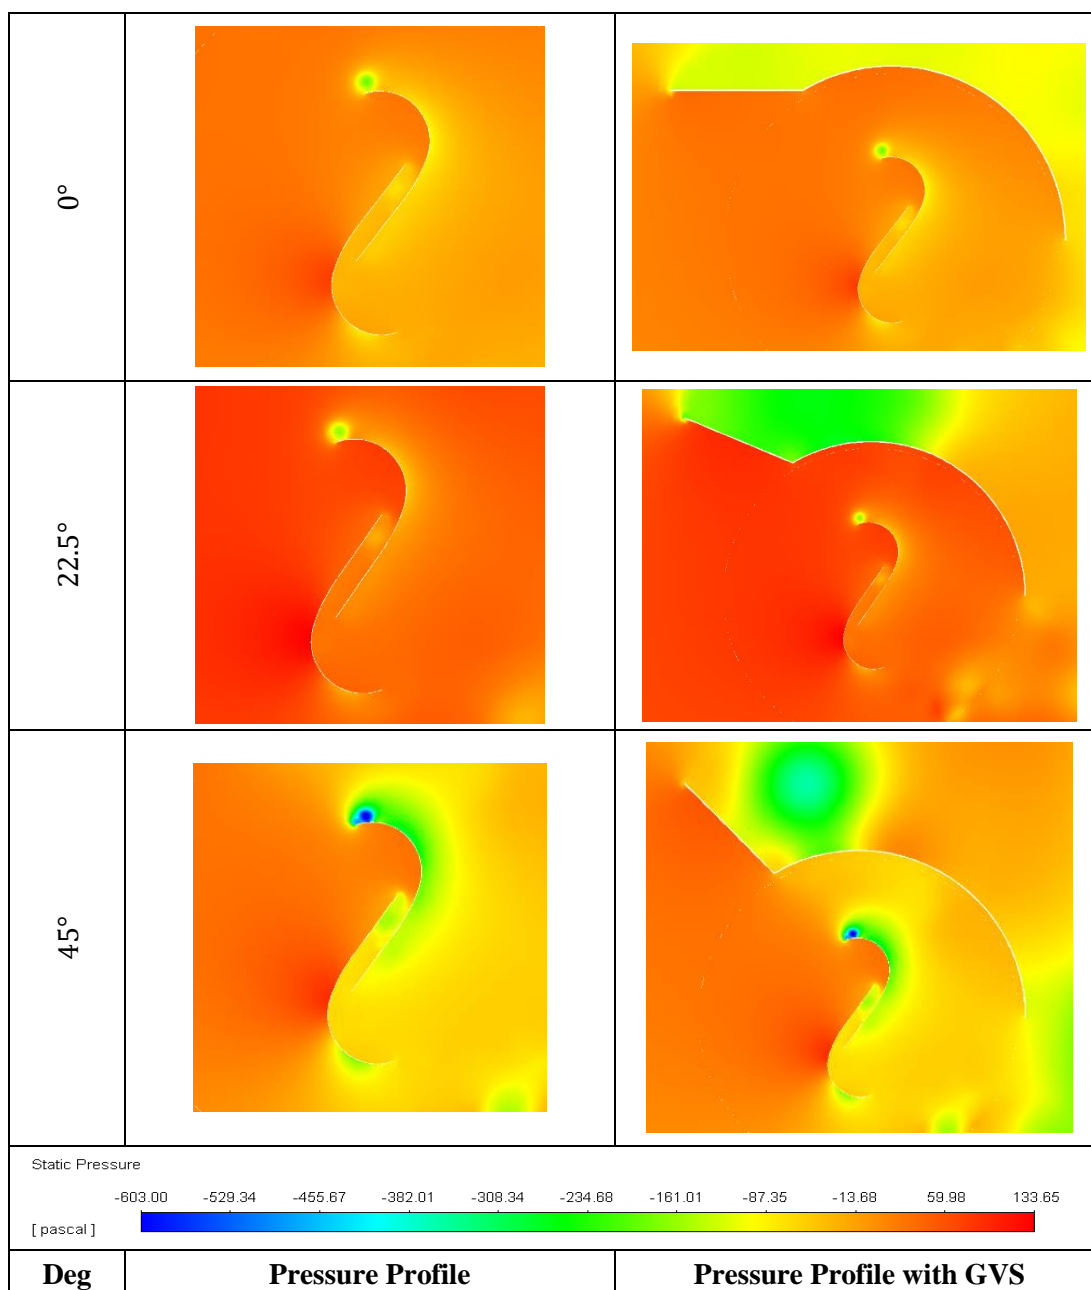 0°
22.5°
45°
Static Pressure
-603.00 -529.34 -455.67 -382.01 -308.34 -234.68 -161.01 -87.35 -13.68 59.98 133.65
[ pascal ]
Deg Pressure Profile Pressure Profile with GVS